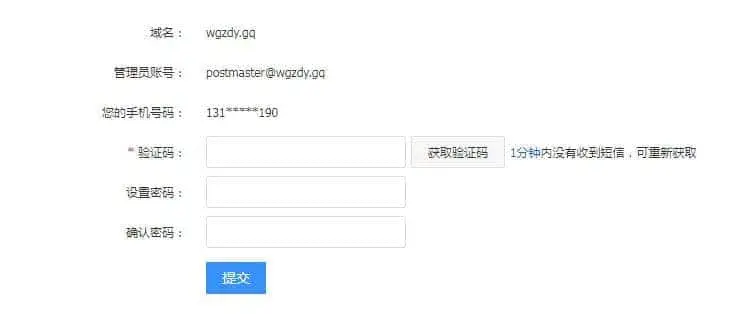 域名： wgzdy.gq
管理员账号： postmaster@wgzdy.gq
您的手机号码： 131*****190
* 验证码： 获取验证码 1分钟内没有收到短信，可重新获取
设置密码：
确认密码：
提交